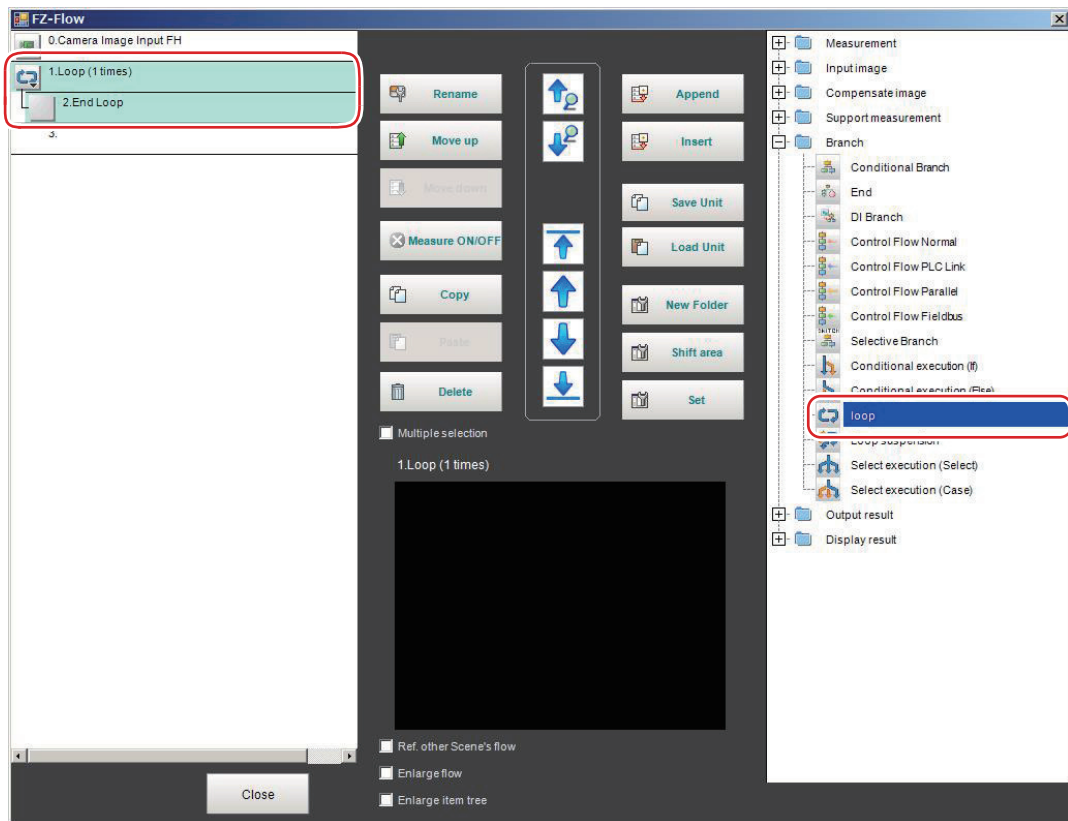 FZ-Flow
0.Camera Image Input FH
1.Loop (1 times)
2.End Loop
3.
Rename
Move up
Move down
Measure ON/OFF
Copy
Paste
Delete
Append
Insert
Save Unit
Load Unit
New Folder
Shift area
Set
Multiple selection
1.Loop (1 times)
Ref. other Scene's flow
Enlarge flow
Enlarge item tree
Close
Measurement
Input image
Compensate image
Support measurement
Branch
Conditional Branch
End
DI Branch
Control Flow Normal
Control Flow PLC Link
Control Flow Parallel
Control Flow Fieldbus
SWITCH
Selective Branch
Conditional execution (If)
Conditional execution (Else)
loop
Loop suspension
Select execution (Select)
Select execution (Case)
Output result
Display result